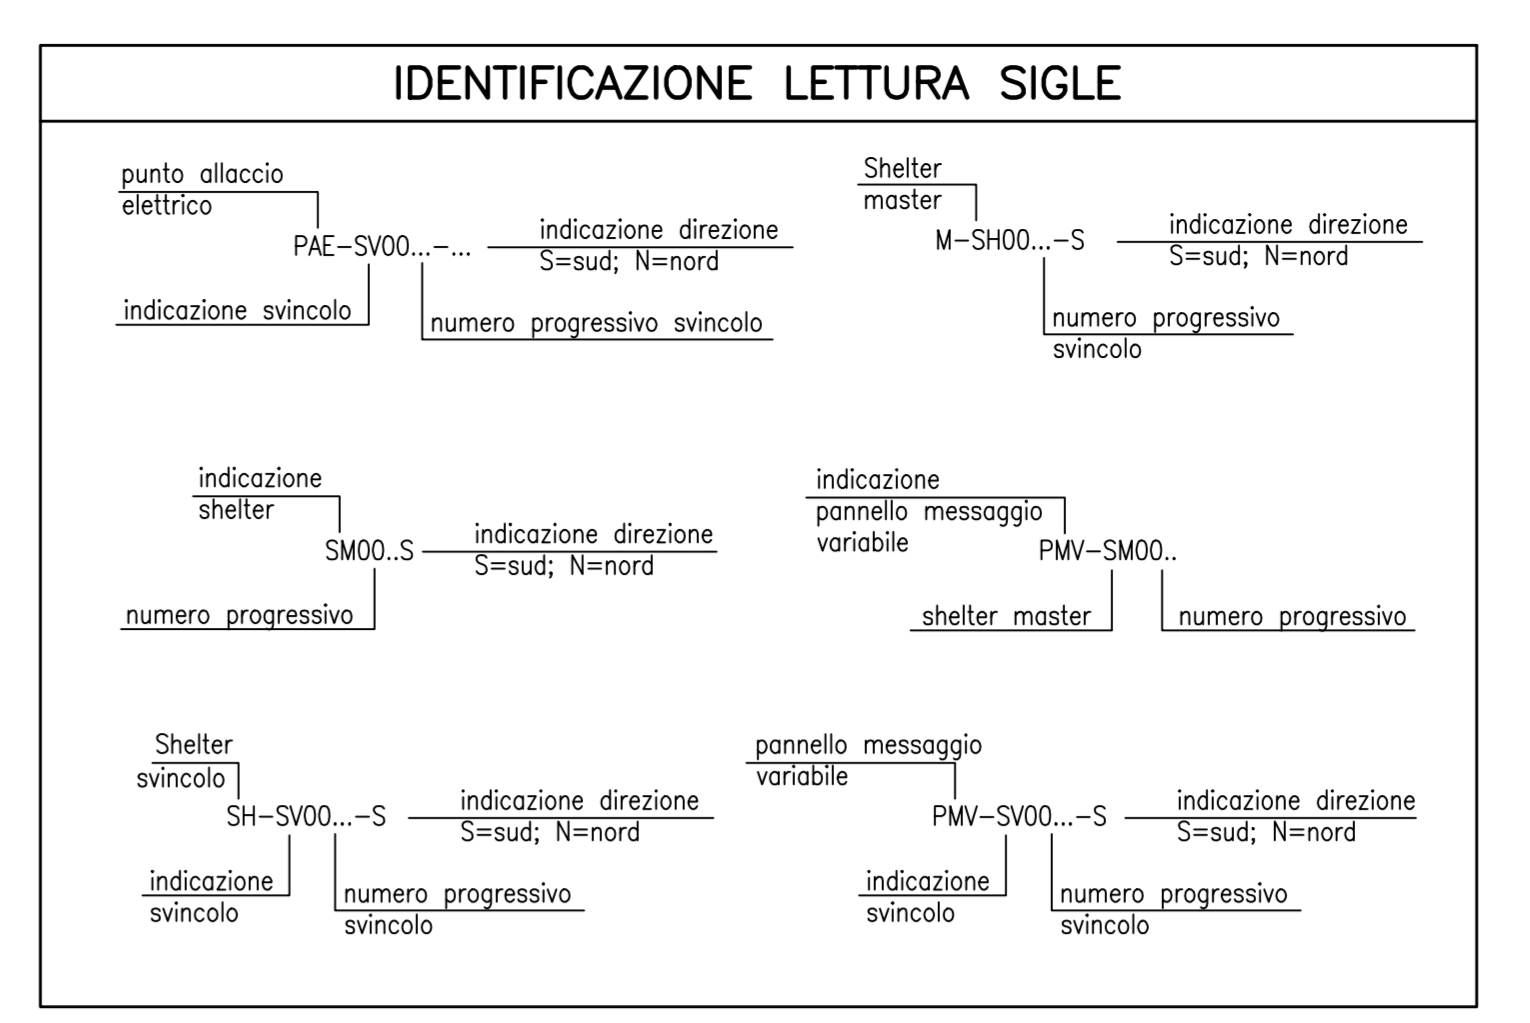 IDENTIFICAZIONE LETTURA SIGLE
punto allaccio
elettrico
PAE-SV00...-...
indicazione direzione
S=sud; N=nord
indicazione svincolo
numero progressivo svincolo
Shelter
master
M-SH00...-S
indicazione direzione
S=sud; N=nord
numero progressivo
svincolo
indicazione
shelter
SM00..S
indicazione direzione
S=sud; N=nord
numero progressivo
indicazione
pannello messaggio
variabile
PMV-SM00..
shelter master
numero progressivo
Shelter
svincolo
SH-SV00...-S
indicazione direzione
S=sud; N=nord
indicazione
svincolo
numero progressivo
svincolo
pannello messaggio
variabile
PMV-SV00...-S
indicazione direzione
S=sud; N=nord
indicazione
svincolo
numero progressivo
svincolo